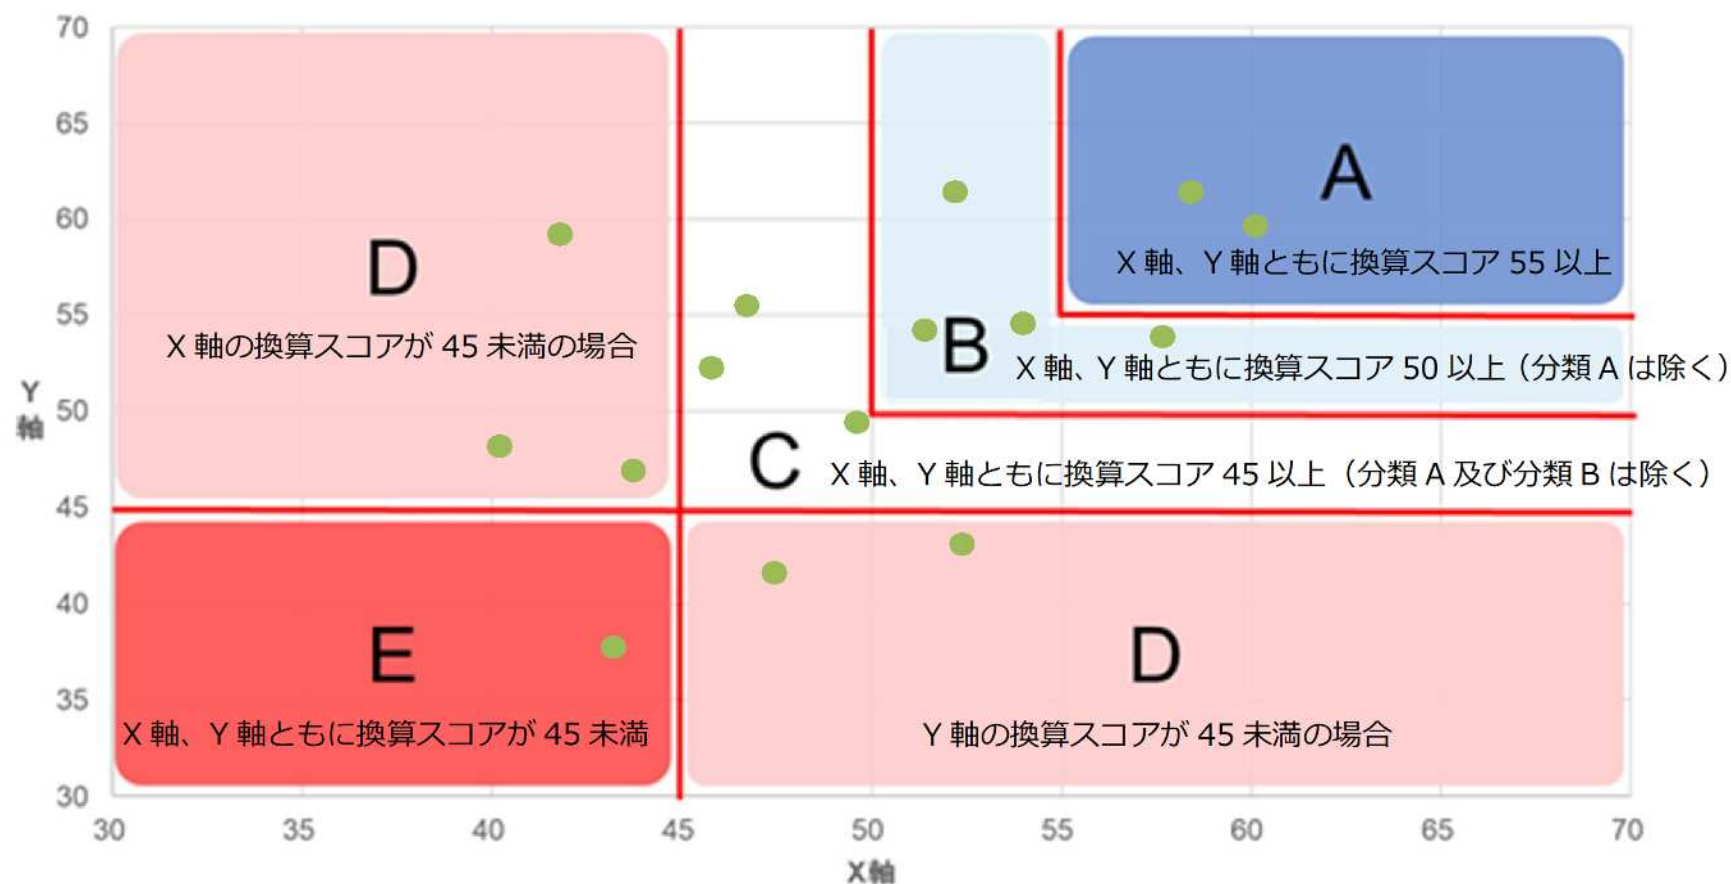 70
65
60
55
50
45
40
35
30
Y
軸
D
X 軸の換算スコアが 45 未満の場合
A
X 軸、Y 軸ともに換算スコア 55 以上
B
X 軸、Y 軸ともに換算スコア 50 以上（分類 A は除く）
C
X 軸、Y 軸ともに換算スコア 45 以上（分類 A 及び分類 B は除く）
E
X 軸、Y 軸ともに換算スコアが 45 未満
D
Y 軸の換算スコアが 45 未満の場合
30 35 40 45 50 55 60 65 70
X軸